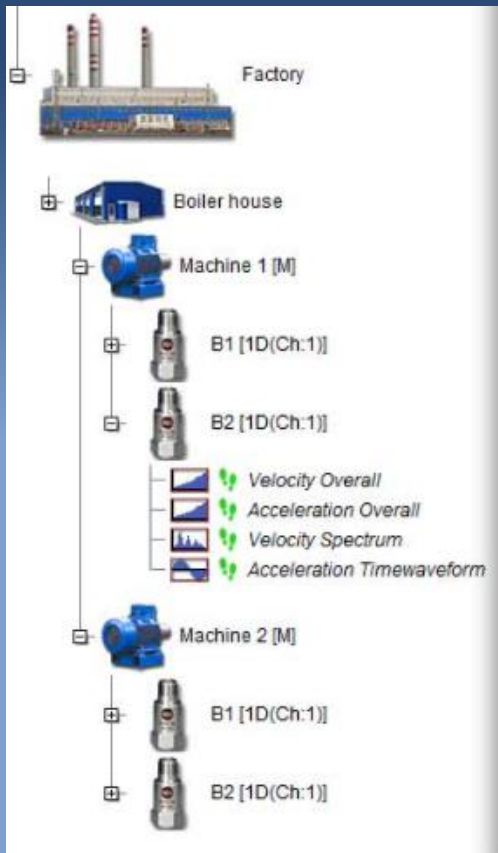 Factory
Boiler house
Machine 1 [M]
B1 [1D(Ch:1)]
B2 [1D(Ch:1)]
Velocity Overall
Acceleration Overall
Velocity Spectrum
Acceleration Timewaveform
Machine 2 [M]
B1 [1D(Ch:1)]
B2 [1D(Ch:1)]